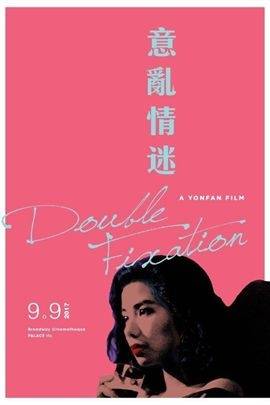 意亂情迷
A YONFAN FILM
Double
Fixation
9.9 2017
Broadway Cinematheque
PALACE ifc